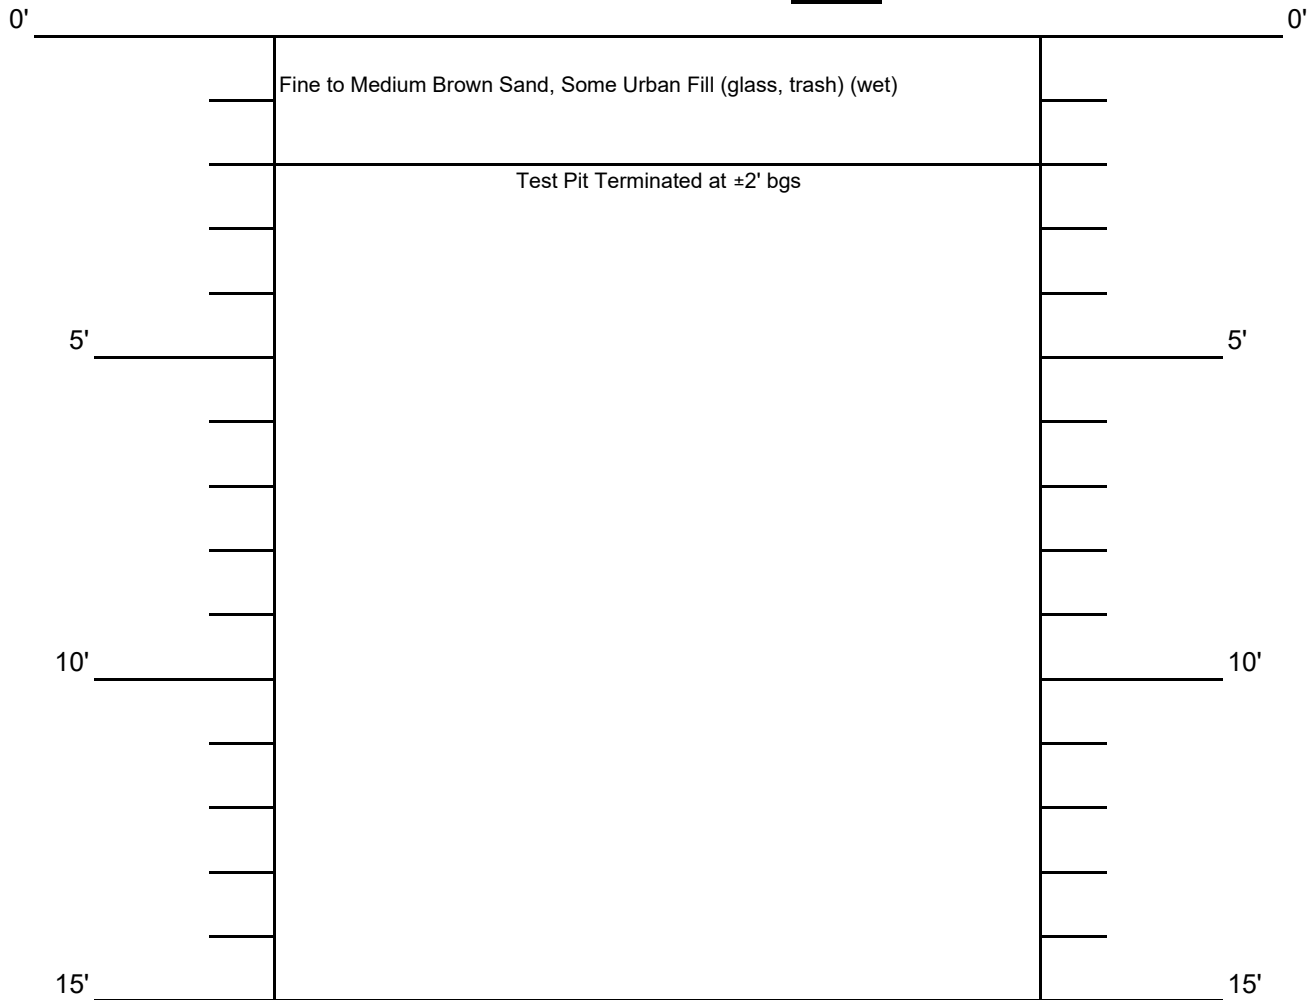 0' 0'
Fine to Medium Brown Sand, Some Urban Fill (glass, trash) (wet)
Test Pit Terminated at ±2' bgs
5' 5'
10' 10'
15' 15'